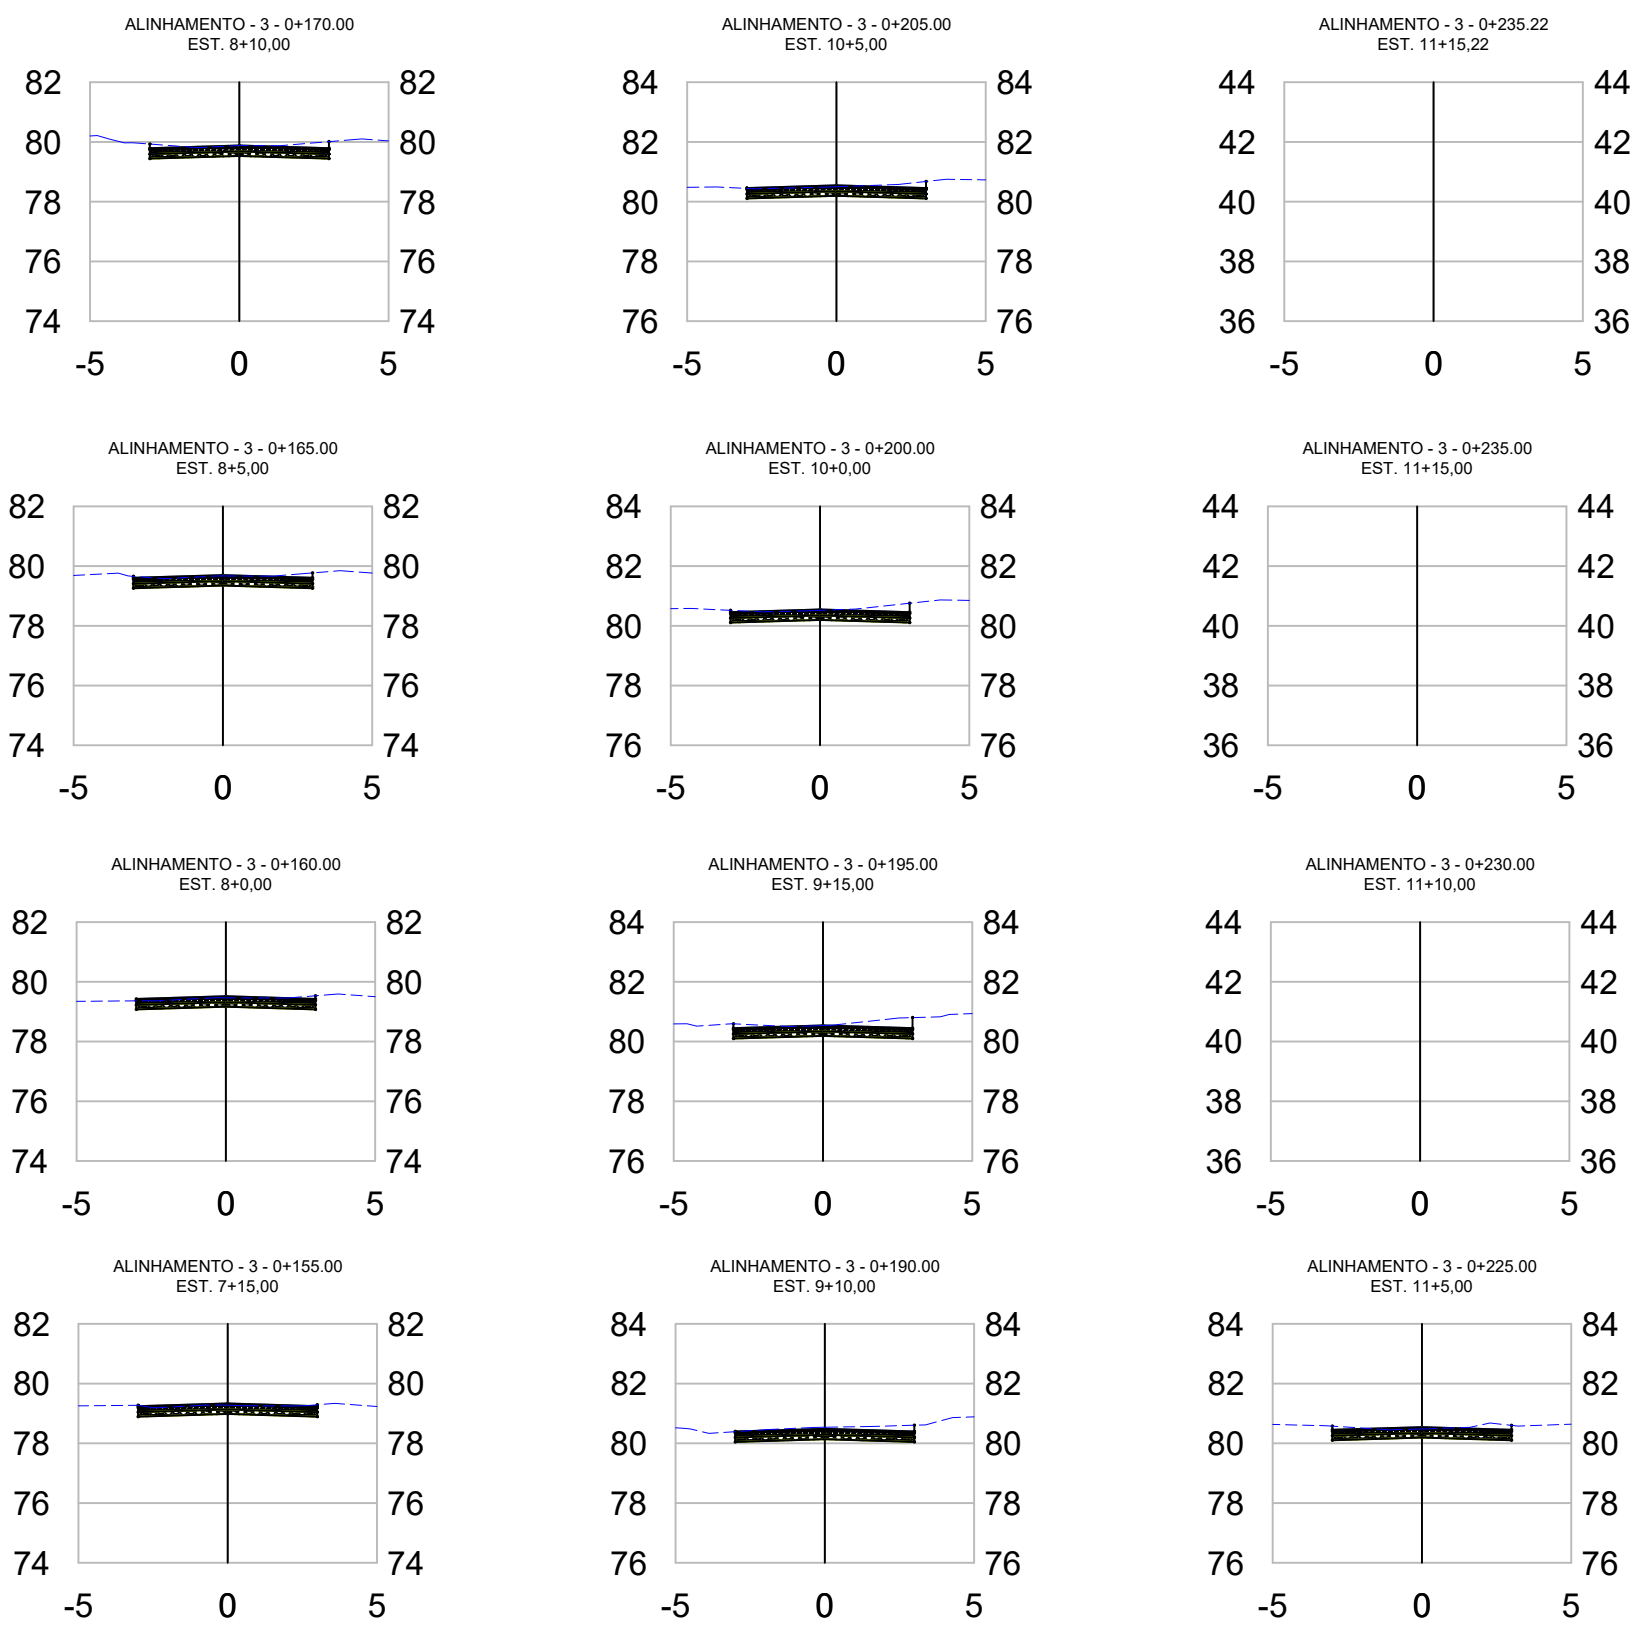 ALINHAMENTO - 3 - 0+170.00
EST. 8+10,00
82 82
80 80
78 78
76 76
74 74
-5 0 5
ALINHAMENTO - 3 - 0+205.00
EST. 10+5,00
84 84
82 82
80 80
78 78
76 76
-5 0 5
ALINHAMENTO - 3 - 0+235.22
EST. 11+15,22
44 44
42 42
40 40
38 38
36 36
-5 0 5
ALINHAMENTO - 3 - 0+165.00
EST. 8+5,00
82 82
80 80
78 78
76 76
74 74
-5 0 5
ALINHAMENTO - 3 - 0+200.00
EST. 10+0,00
84 84
82 82
80 80
78 78
76 76
-5 0 5
ALINHAMENTO - 3 - 0+235.00
EST. 11+15,00
44 44
42 42
40 40
38 38
36 36
-5 0 5
ALINHAMENTO - 3 - 0+160.00
EST. 8+0,00
82 82
80 80
78 78
76 76
74 74
-5 0 5
ALINHAMENTO - 3 - 0+195.00
EST. 9+15,00
84 84
82 82
80 80
78 78
76 76
-5 0 5
ALINHAMENTO - 3 - 0+230.00
EST. 11+10,00
44 44
42 42
40 40
38 38
36 36
-5 0 5
ALINHAMENTO - 3 - 0+155.00
EST. 7+15,00
82 82
80 80
78 78
76 76
74 74
-5 0 5
ALINHAMENTO - 3 - 0+190.00
EST. 9+10,00
84 84
82 82
80 80
78 78
76 76
-5 0 5
ALINHAMENTO - 3 - 0+225.00
EST. 11+5,00
84 84
82 82
80 80
78 78
76 76
-5 0 5